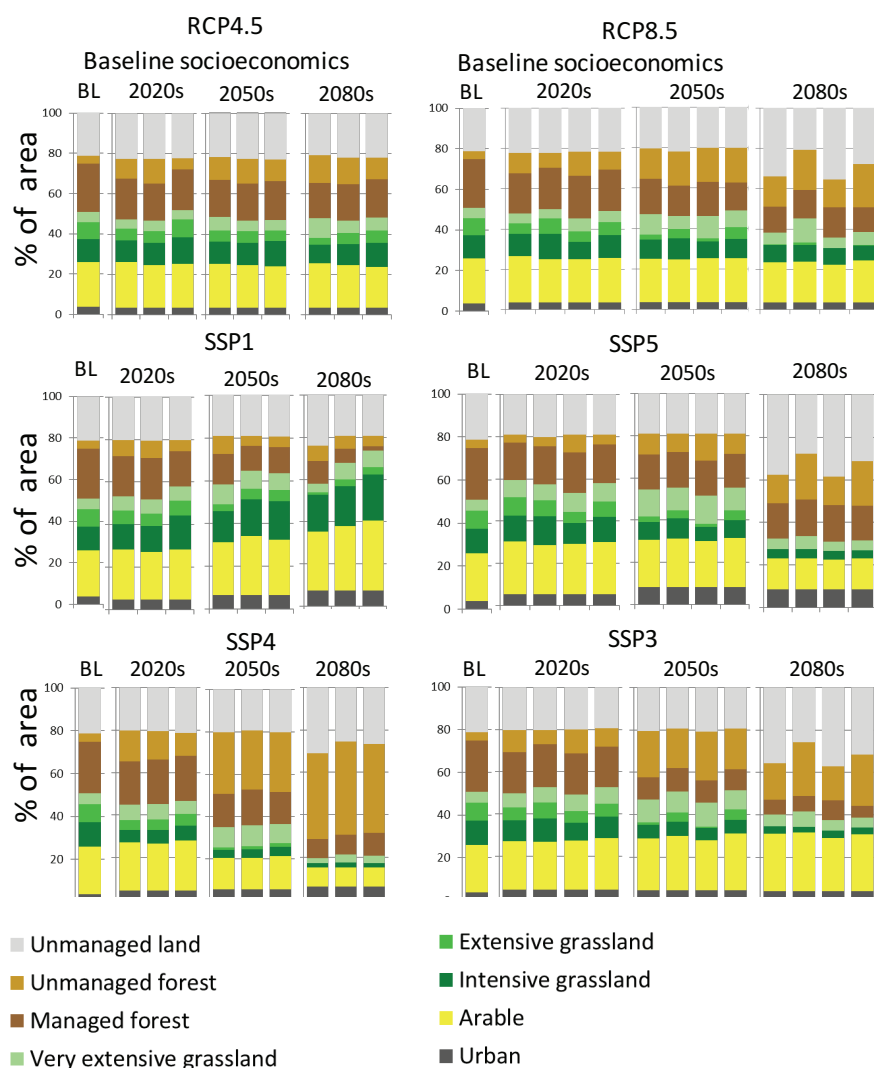 RCP4.5
Baseline socioeconomics
BL 2020s 2050s 2080s
% of area
100
80
60
40
20
0
RCP8.5
Baseline socioeconomics
BL 2020s 2050s 2080s
% of area
100
80
60
40
20
0
SSP1
BL 2020s 2050s 2080s
100
80
60
40
20
0
SSP5
BL 2020s 2050s 2080s
100
80
60
40
20
0
SSP4
BL 2020s 2050s 2080s
% of area
100
80
60
40
20
SSP3
BL 2020s 2050s 2080s
% of area
100
80
60
40
20
Unmanaged land
Unmanaged forest
Managed forest
Very extensive grassland
Extensive grassland
Intensive grassland
Arable
Urban